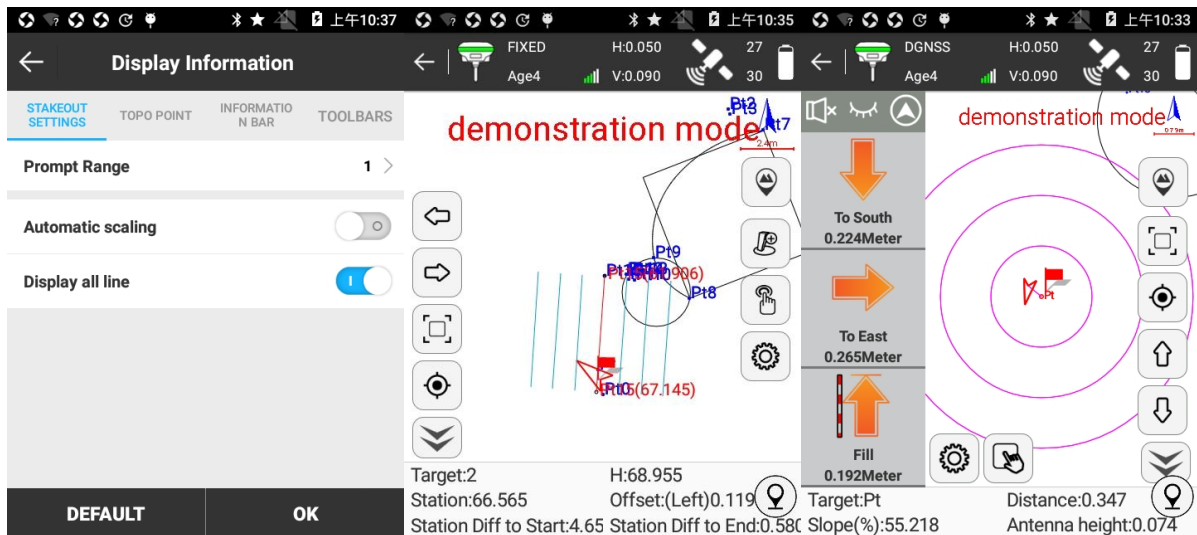 上午10:37
Display Information
STAKEOUT
SETTINGS
TOPO POINT
INFORMATIO
N BAR
TOOLBARS
Prompt Range 1
Automatic scaling
Display all line
DEFAULT OK
上午10:35
FIXED H:0.050 27
Age4 V:0.090 30
demonstration mode
Pt3
Pt7
2.4m
Pt9
Pt8
Pt0
(67.145)
Target:2 H:68.955
Station:66.565 Offset:(Left)0.119
Station Diff to Start:4.65 Station Diff to End:0.580
上午10:33
DGNSS H:0.050 27
Age4 V:0.090 30
demonstration mode
0.79m
To South
0.224Meter
To East
0.265Meter
Fill
0.192Meter
Pt
Target:Pt Distance:0.347
Slope(%):55.218 Antenna height:0.074